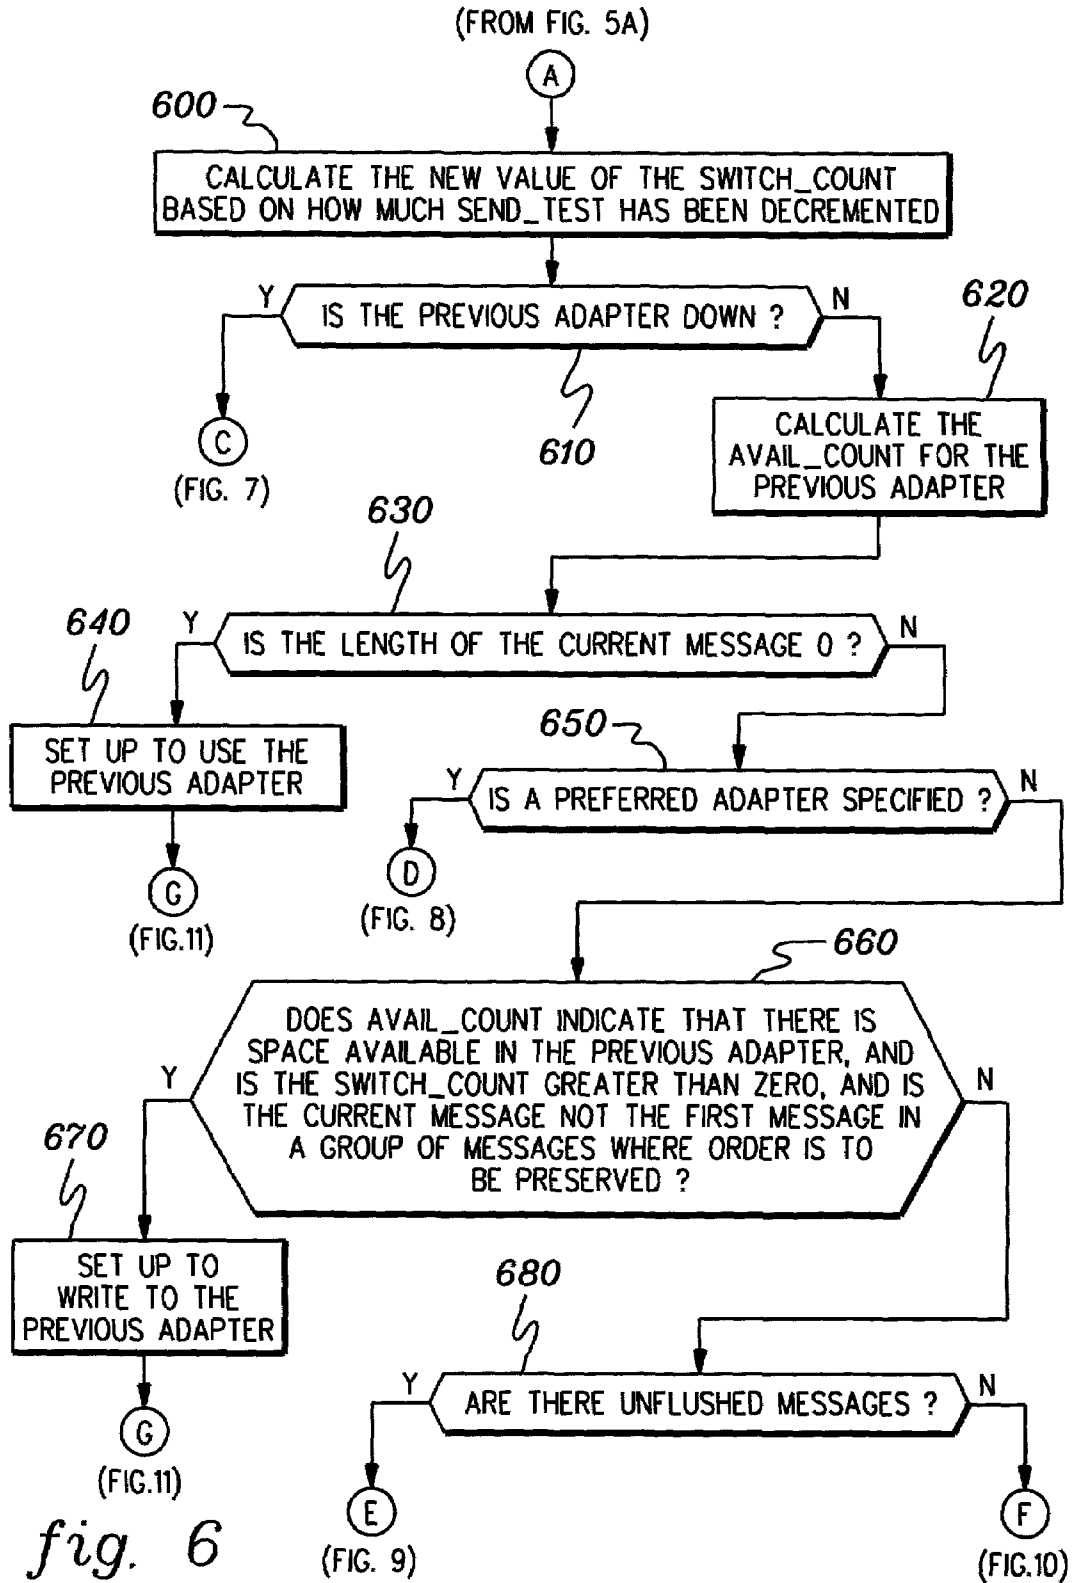 (FROM FIG. 5A)
A
600
CALCULATE THE NEW VALUE OF THE SWITCH_COUNT
BASED ON HOW MUCH SEND_TEST HAS BEEN DECREMENTED
Y
IS THE PREVIOUS ADAPTER DOWN ?
N
620
610
C
(FIG. 7)
CALCULATE THE
AVAIL_COUNT FOR THE
PREVIOUS ADAPTER
630
640
Y
IS THE LENGTH OF THE CURRENT MESSAGE 0 ?
N
SET UP TO USE THE
PREVIOUS ADAPTER
650
Y
IS A PREFERRED ADAPTER SPECIFIED ?
N
G
(FIG.11)
D
(FIG. 8)
660
DOES AVAIL_COUNT INDICATE THAT THERE IS
SPACE AVAILABLE IN THE PREVIOUS ADAPTER, AND
IS THE SWITCH_COUNT GREATER THAN ZERO, AND IS
THE CURRENT MESSAGE NOT THE FIRST MESSAGE IN
A GROUP OF MESSAGES WHERE ORDER IS TO
BE PRESERVED ?
Y
N
670
SET UP TO
WRITE TO THE
PREVIOUS ADAPTER
680
Y
ARE THERE UNFLUSHED MESSAGES ?
N
G
(FIG.11)
E
(FIG. 9)
F
(FIG.10)
fig. 6